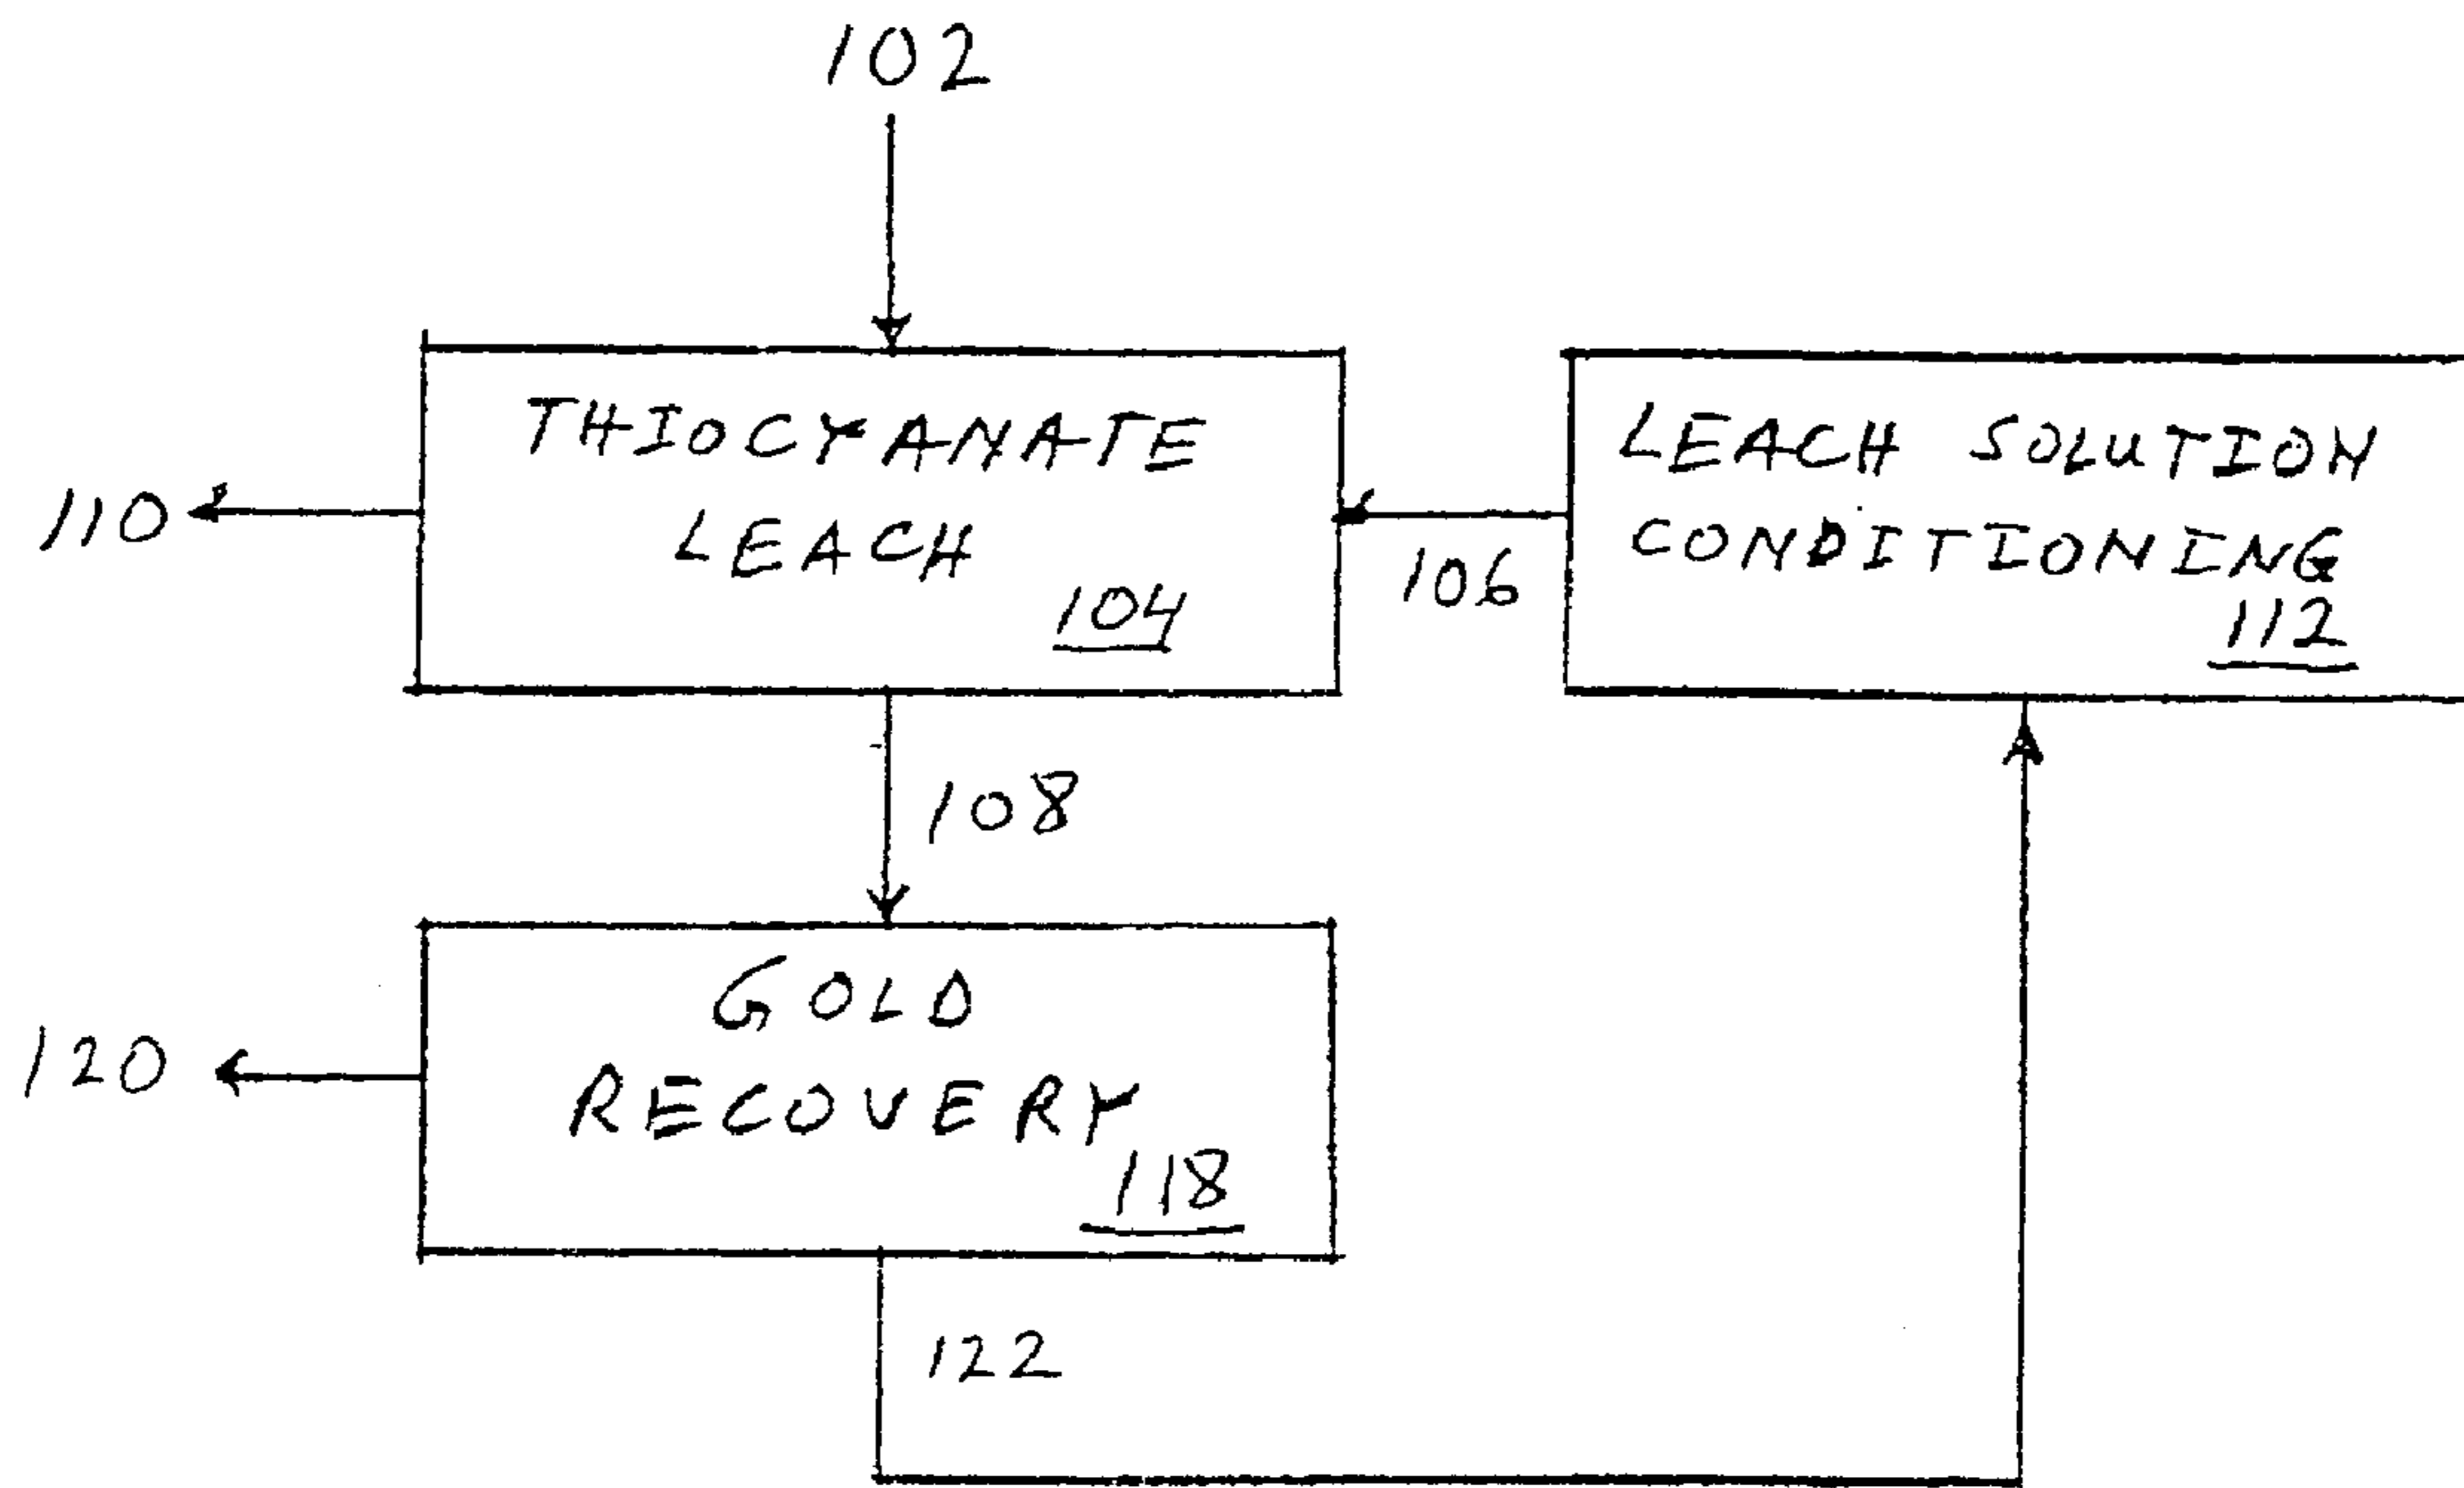 102
THIOCYANATE
LEACH
104
110
106
LEACH SOLUTION
CONDITIONING
112
108
GOLD
RECOVERY
118
120
122